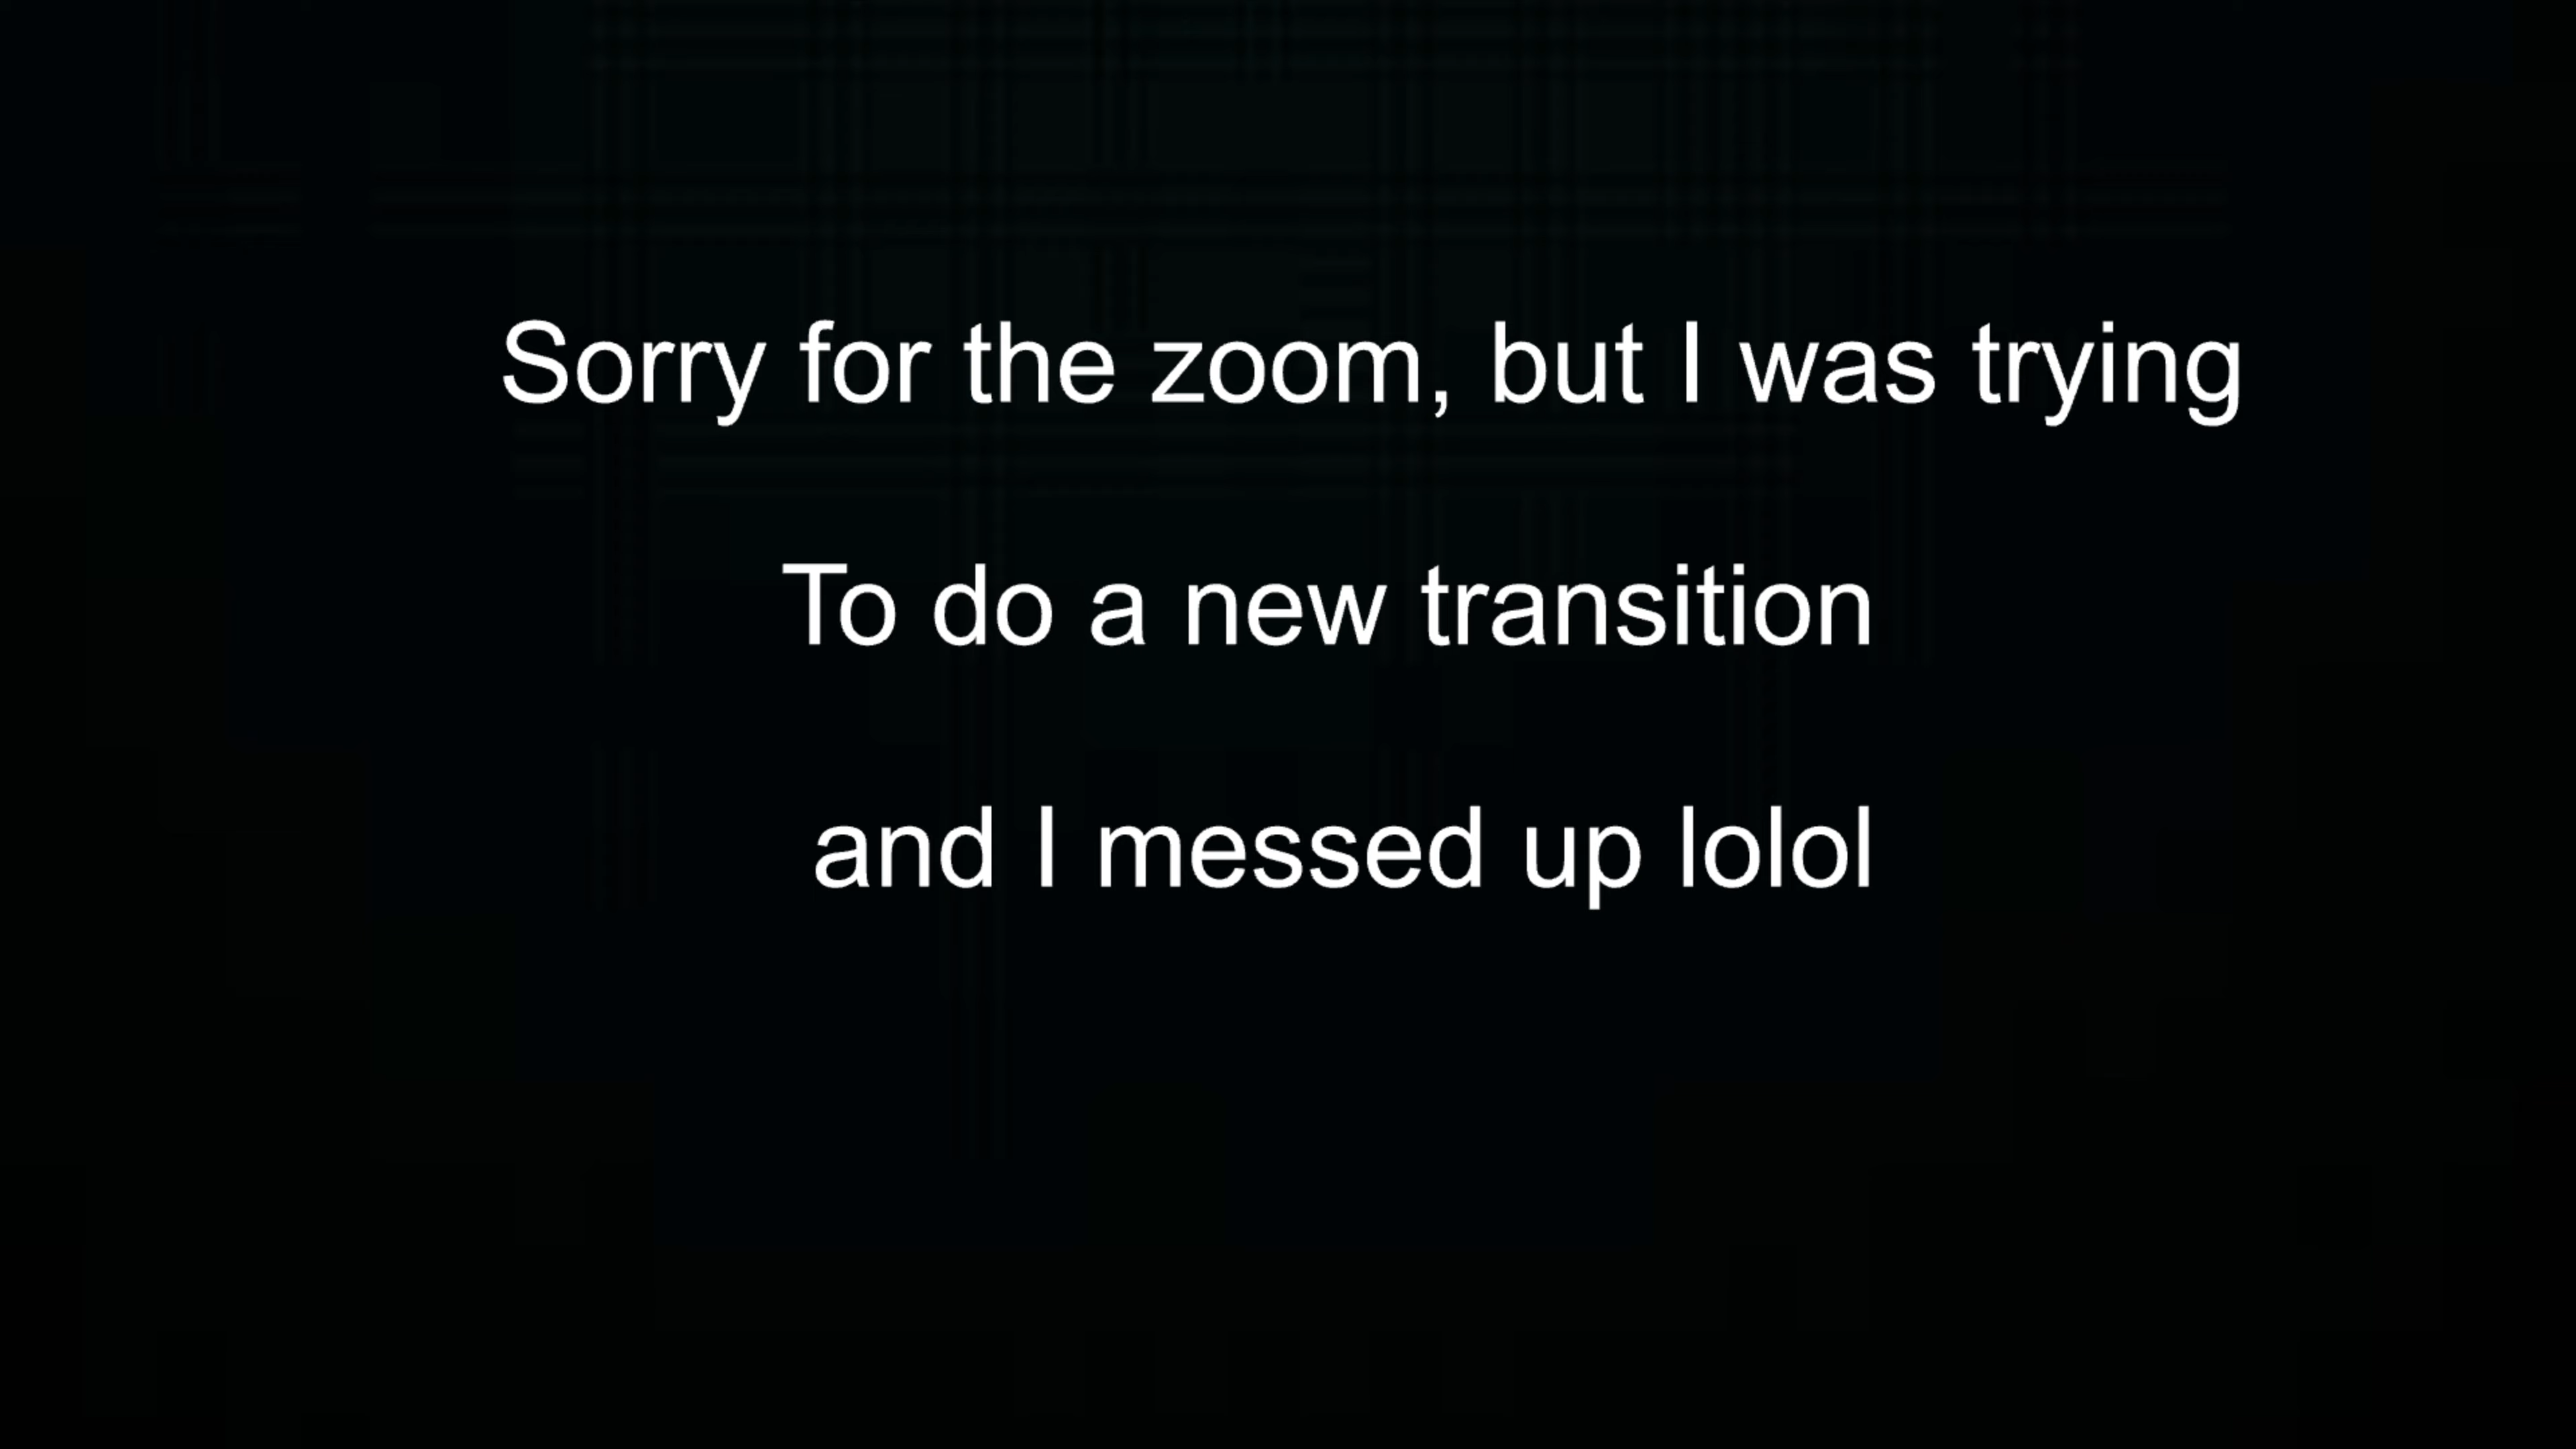 Sorry for the zoom, but I was trying
To do a new transition
and I messed up lolol